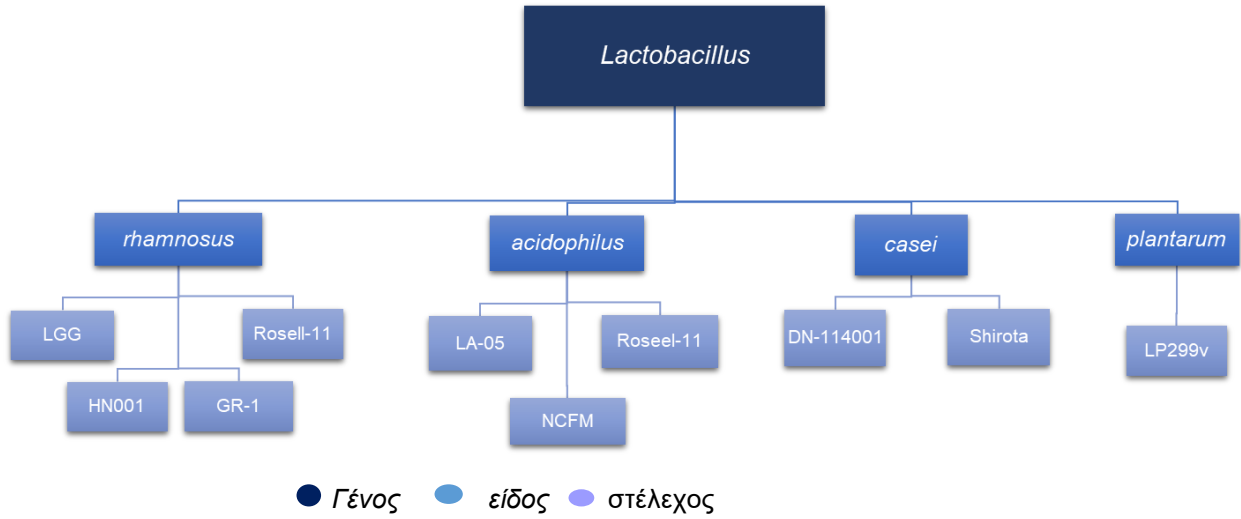 Lactobacillus
rhamnosus
acidophilus
casei
plantarum
LGG
Rosell-11
HN001
GR-1
LA-05
Roseel-11
NCFM
DN-114001
Shirota
LP299v
Γένος είδος στέλεχος